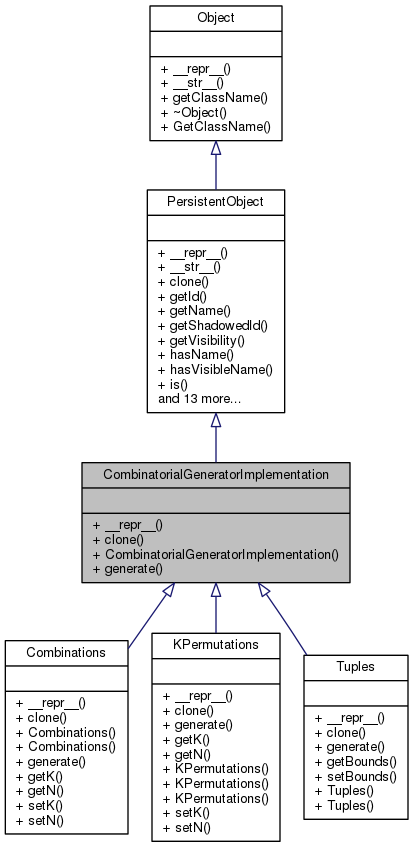 Object
+ __repr__()
+ __str__()
+ getClassName()
+ ~Object()
+ GetClassName()
PersistentObject
+ __repr__()
+ __str__()
+ clone()
+ getId()
+ getName()
+ getShadowedId()
+ getVisibility()
+ hasName()
+ hasVisibleName()
+ is()
and 13 more...
CombinatorialGeneratorImplementation
+ __repr__()
+ clone()
+ CombinatorialGeneratorImplementation()
+ generate()
Combinations
+ __repr__()
+ clone()
+ Combinations()
+ Combinations()
+ generate()
+ getK()
+ getN()
+ setK()
+ setN()
KPermutations
+ __repr__()
+ clone()
+ generate()
+ getK()
+ getN()
+ KPermutations()
+ KPermutations()
+ KPermutations()
+ setK()
+ setN()
Tuples
+ __repr__()
+ clone()
+ generate()
+ getBounds()
+ setBounds()
+ Tuples()
+ Tuples()